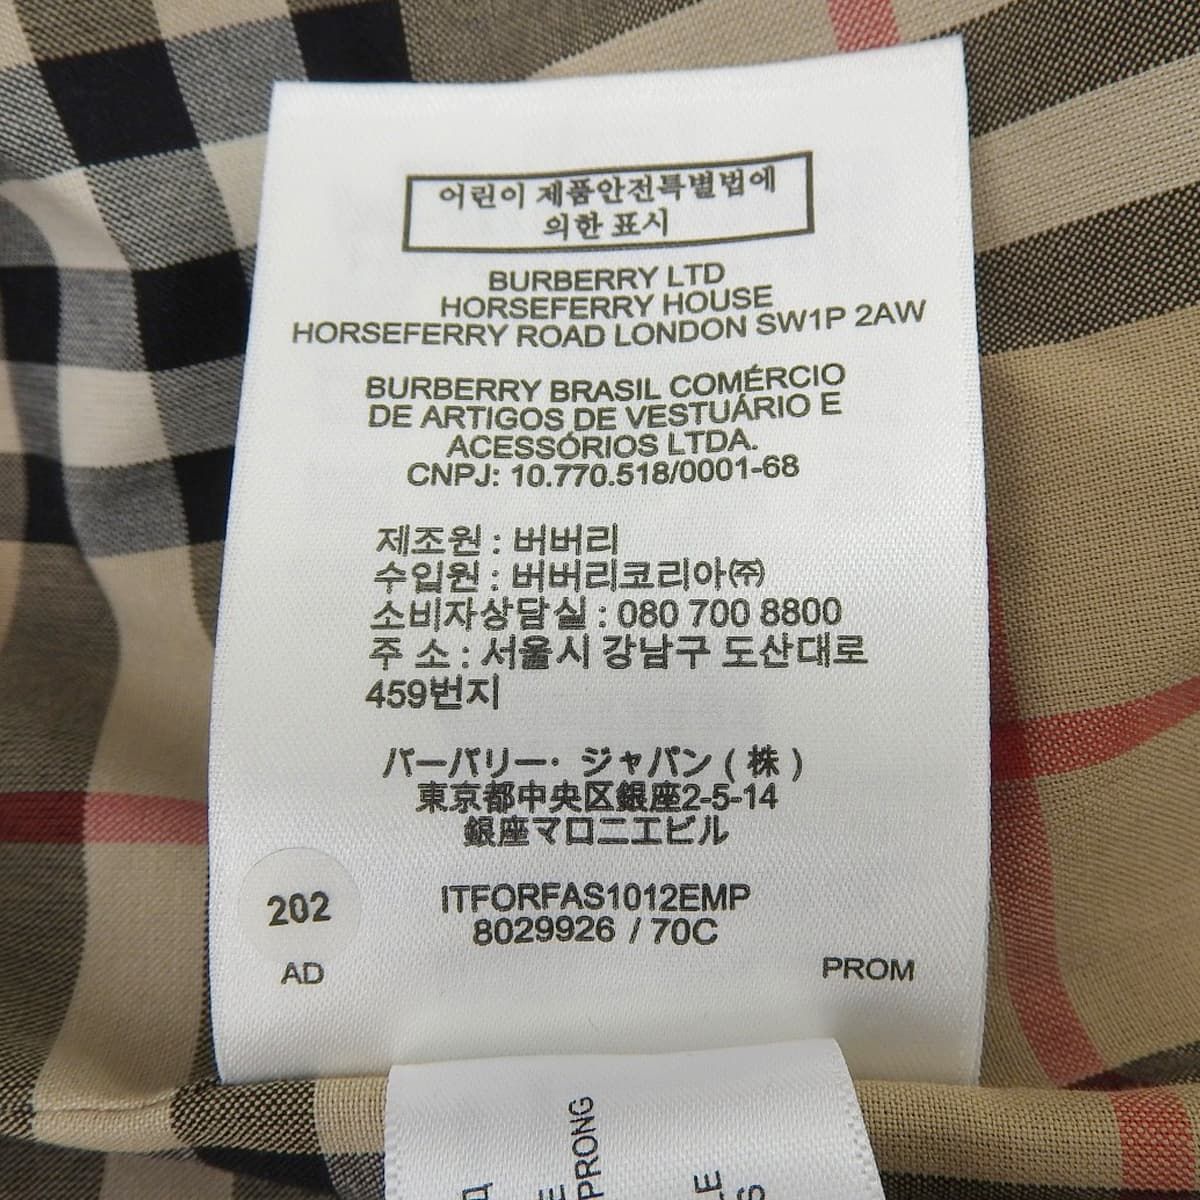 어린이 제품안전특별법에
의한 표시
BURBERRY LTD
HORSEFERRY HOUSE
HORSEFERRY ROAD LONDON SW1P 2AW
BURBERRY BRASIL COMÉRCIO
DE ARTIGOS DE VESTUÁRIO E
ACESSÓRIOS LTDA.
CNPJ: 10.770.518/0001-68
제조원 : 버버리
수입원 : 버버리코리아㈜
소비자상담실 : 080 700 8800
주 소 : 서울시 강남구 도산대로
459번지
バーバリー・ジャパン ( 株 )
東京都中央区銀座2-5-14
銀座マロニエビル
202
ITFORFAS1012EMP
8029926 / 70C
AD
PROM
PRONG